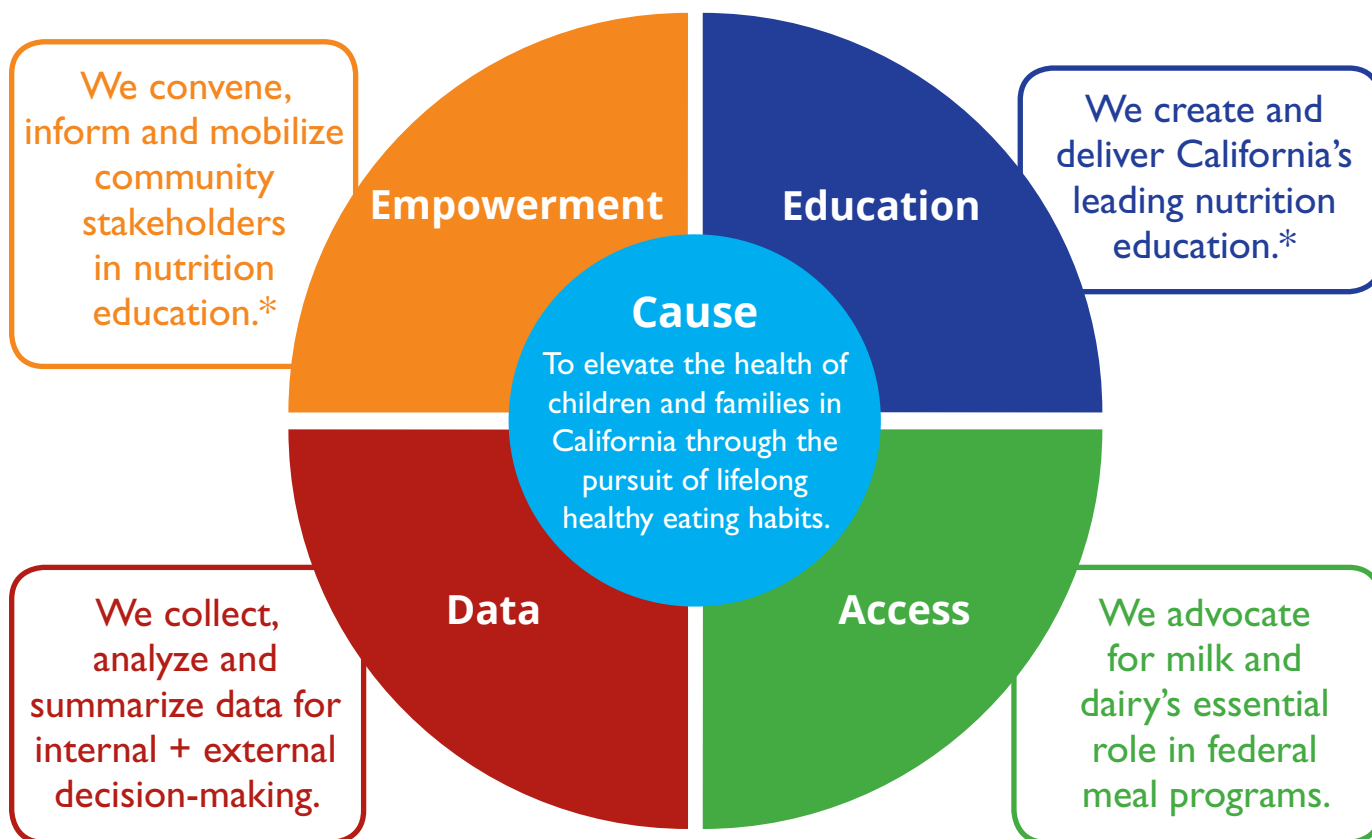 We convene,
inform and mobilize
community
stakeholders
in nutrition
education.*
Empowerment
We create and
deliver California’s
leading nutrition
education.*
Education
Cause
To elevate the health of
children and families in
California through the
pursuit of lifelong
healthy eating habits.
We collect,
analyze and
summarize data for
internal + external
decision-making.
Data
Access
We advocate
for milk and
dairy’s essential
role in federal
meal programs.